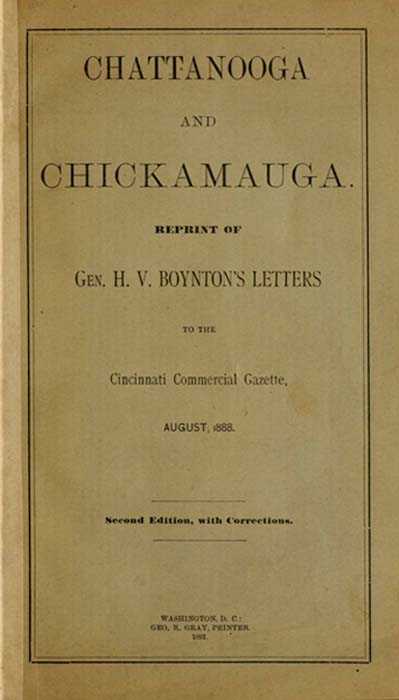 CHATTANOOGA
AND
CHICKAMAUGA.
REPRINT OF
GEN. H. V. BOYNTON'S LETTERS
TO THE
Cincinnati Commercial Gazette,
AUGUST, 1888.
Second Edition, with Corrections.
WASHINGTON, D. C.:
GEO. R. GRAY, PRINTER.
1891.